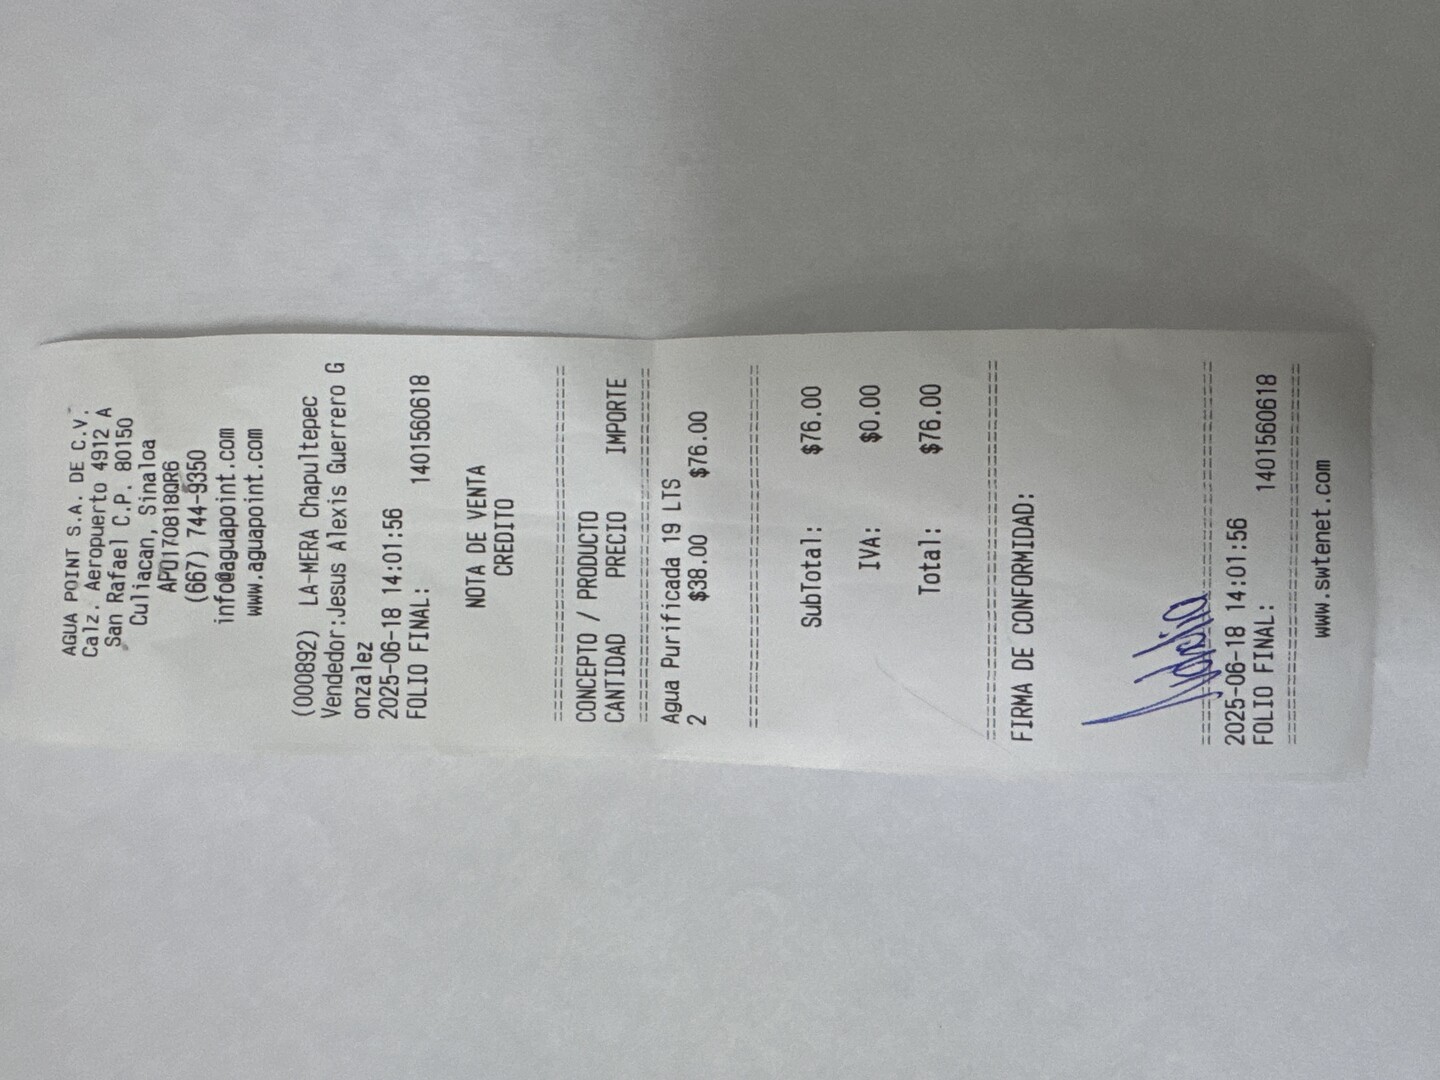 AGUA POINT S.A. DE C.V.
Calz. Aeropuerto 4912 A
San Rafael C.P. 80150
Culiacan, Sinaloa
APO170818QR6
(667) 744-9350
info@aguapoint.com
www.aguapoint.com
(000892) LA-MERA Chapultepec
Vendedor:Jesus Alexis Guerrero G
onzalez
2025-06-18 14:01:56
FOLIO FINAL: 1401560618
NOTA DE VENTA
CREDITO
================================
CONCEPTO / PRODUCTO
CANTIDAD PRECIO IMPORTE
================================
Agua Purificada 19 LTS
2 $38.00 $76.00
================================
SubTotal: $76.00
IVA: $0.00
Total: $76.00
================================
FIRMA DE CONFORMIDAD:
================================
2025-06-18 14:01:56
FOLIO FINAL: 1401560618
================================
www.swtenet.com